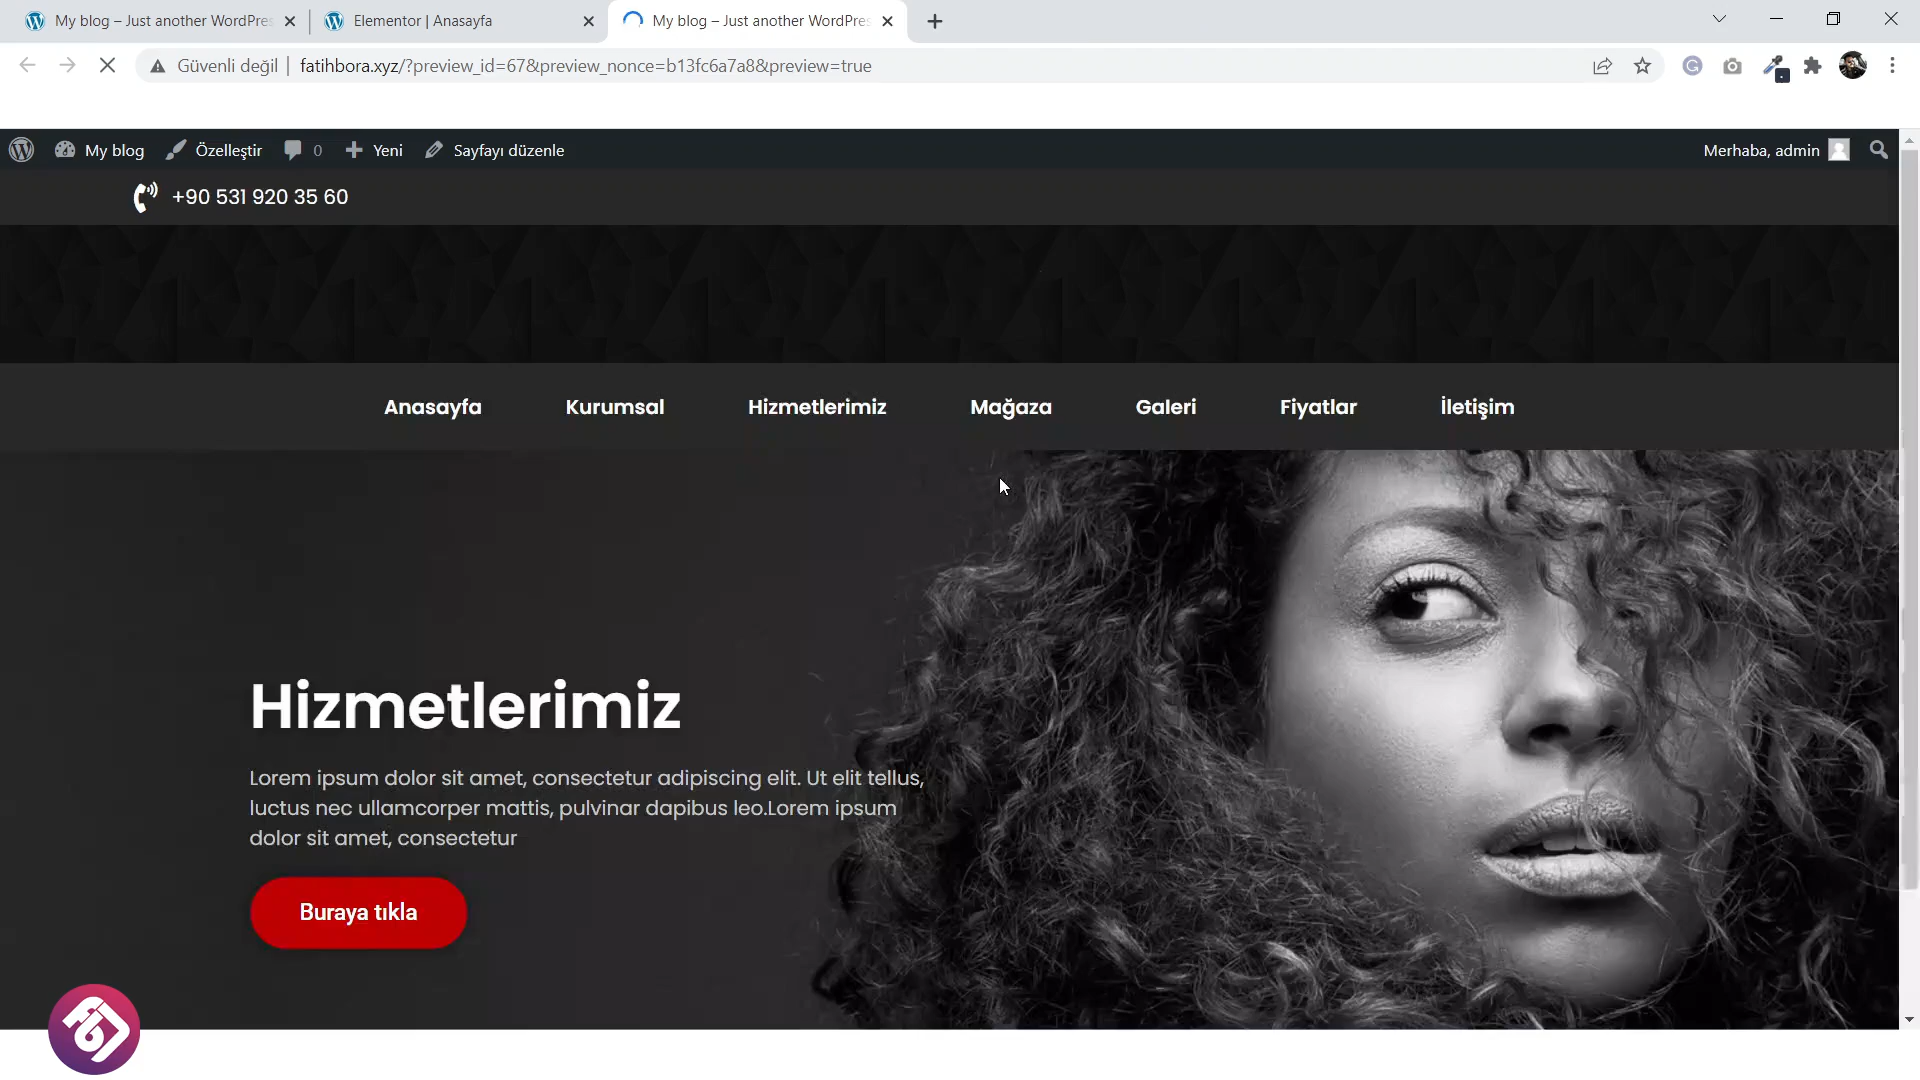 My blog – Just another WordPres
Elementor | Anasayfa
My blog – Just another WordPres
Güvenli değil | fatihbora.xyz/?preview_id=67&preview_nonce=b13fc6a7a8&preview=true
My blog
Özelleştir
0
Yeni
Sayfayı düzenle
Merhaba, admin
+90 531 920 35 60
Anasayfa
Kurumsal
Hizmetlerimiz
Mağaza
Galeri
Fiyatlar
İletişim
Hizmetlerimiz
Lorem ipsum dolor sit amet, consectetur adipiscing elit. Ut elit tellus,
luctus nec ullamcorper mattis, pulvinar dapibus leo.Lorem ipsum
dolor sit amet, consectetur
Buraya tıkla